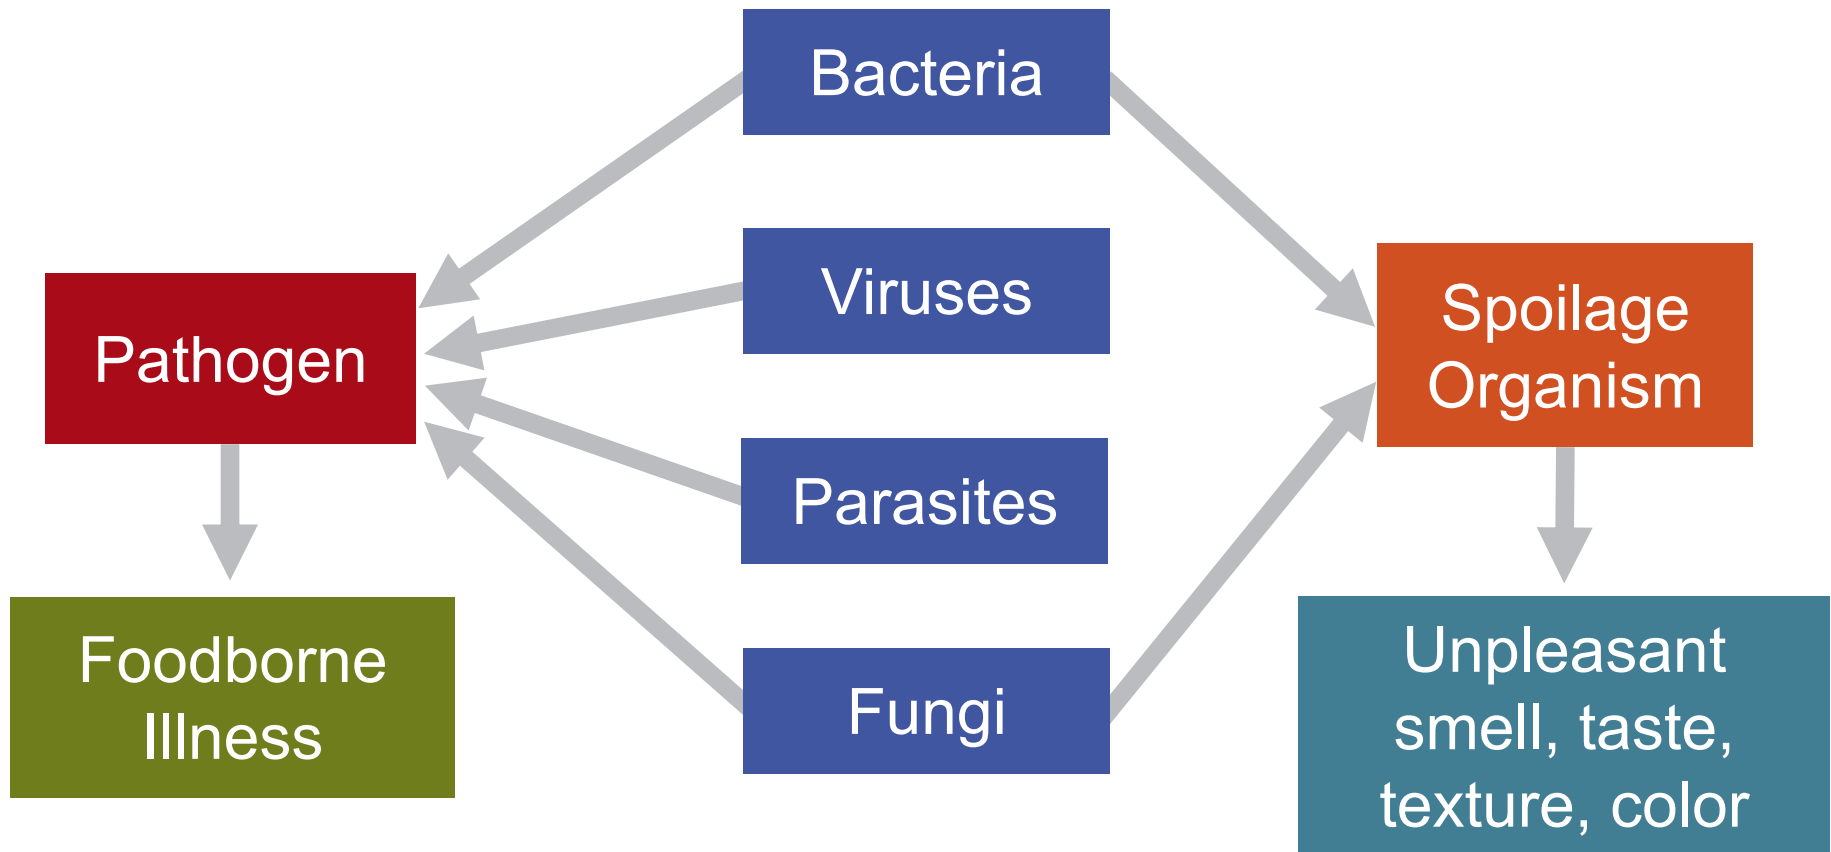 Bacteria
Viruses
Parasites
Fungi
Pathogen
Foodborne
Illness
Spoilage
Organism
Unpleasant
smell, taste,
texture, color